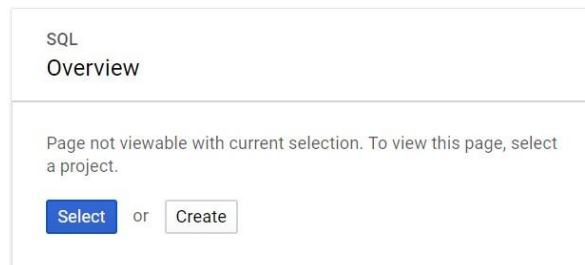 SQL
Overview
Page not viewable with current selection. To view this page, select
a project.
Select or Create